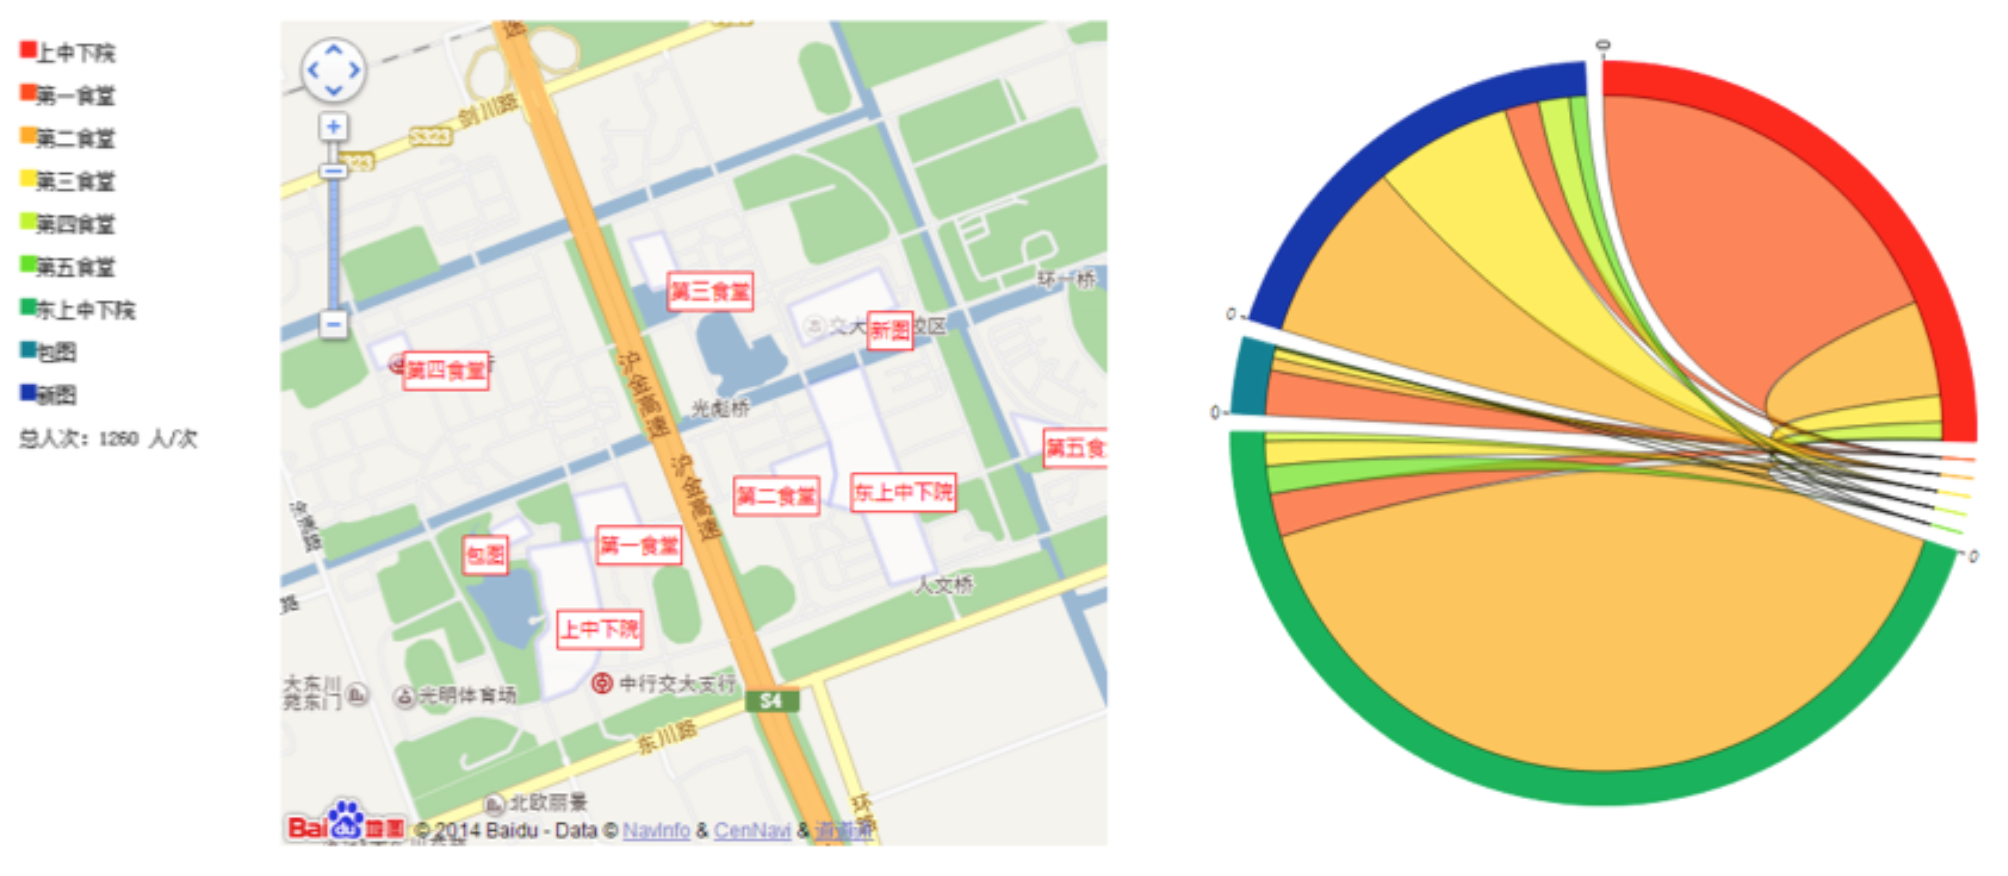 上中下院
第一食堂
第二食堂
第三食堂
第四食堂
第五食堂
东上中下院
包图
新图
总人次: 1260 人/次
剑川路
S323
323
第三食堂
环一桥
交大
新图
校区
第四食堂
行
沪金高速
光彪桥
第五食
沪金高速
第二食堂
东上中下院
包图
第一食堂
人文桥
路
上中下院
大东川
苑东门
光明体育场
中行交大支行
S4
东川路
北欧丽景
环
Bai du 地图
© 2014 Baidu - Data © NavInfo & CenNavi & 道道通
0
0
0
0